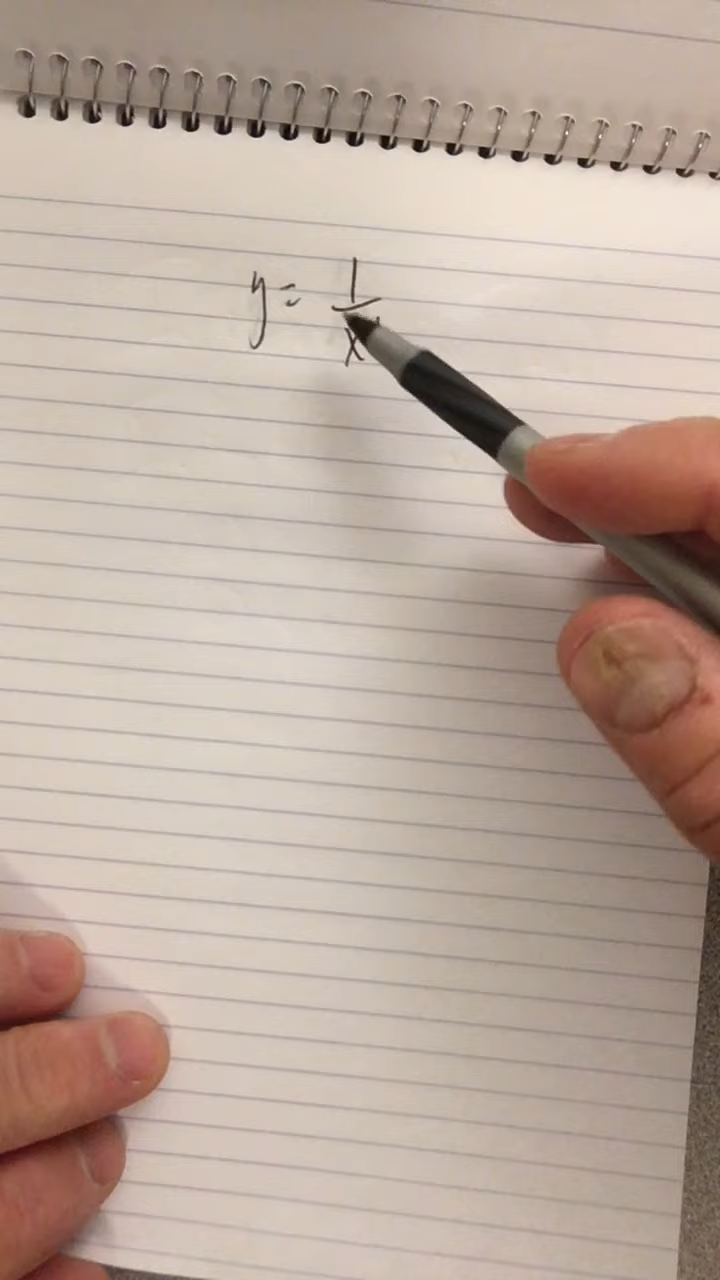 y = 1/x